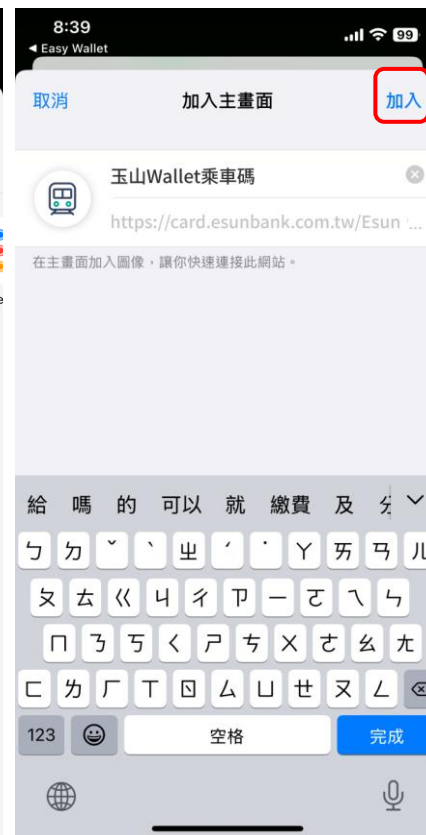 8:39
99
◀ Easy Wallet
取消 加入主畫面 加入
玉山Wallet乘車碼
https://card.esunbank.com.tw/Esun ...
在主畫面加入圖像，讓你快速連接此網站。
給 嗎 的 可以 就 繳費 及
ㄅ ㄉ ˇ ˋ ㄓ ˊ ˙ ㄚ ㄞ ㄢ ㄦ
ㄆ ㄊ ㄍ ㄐ ㄔ ㄗ ㄧ ㄛ ㄟ ㄣ
ㄇ ㄋ ㄎ ㄑ ㄕ ㄘ ㄨ ㄜ ㄠ ㄤ
ㄈ ㄌ ㄏ ㄒ ㄖ ㄙ ㄩ ㄝ ㄡ ㄥ
123 空格 完成